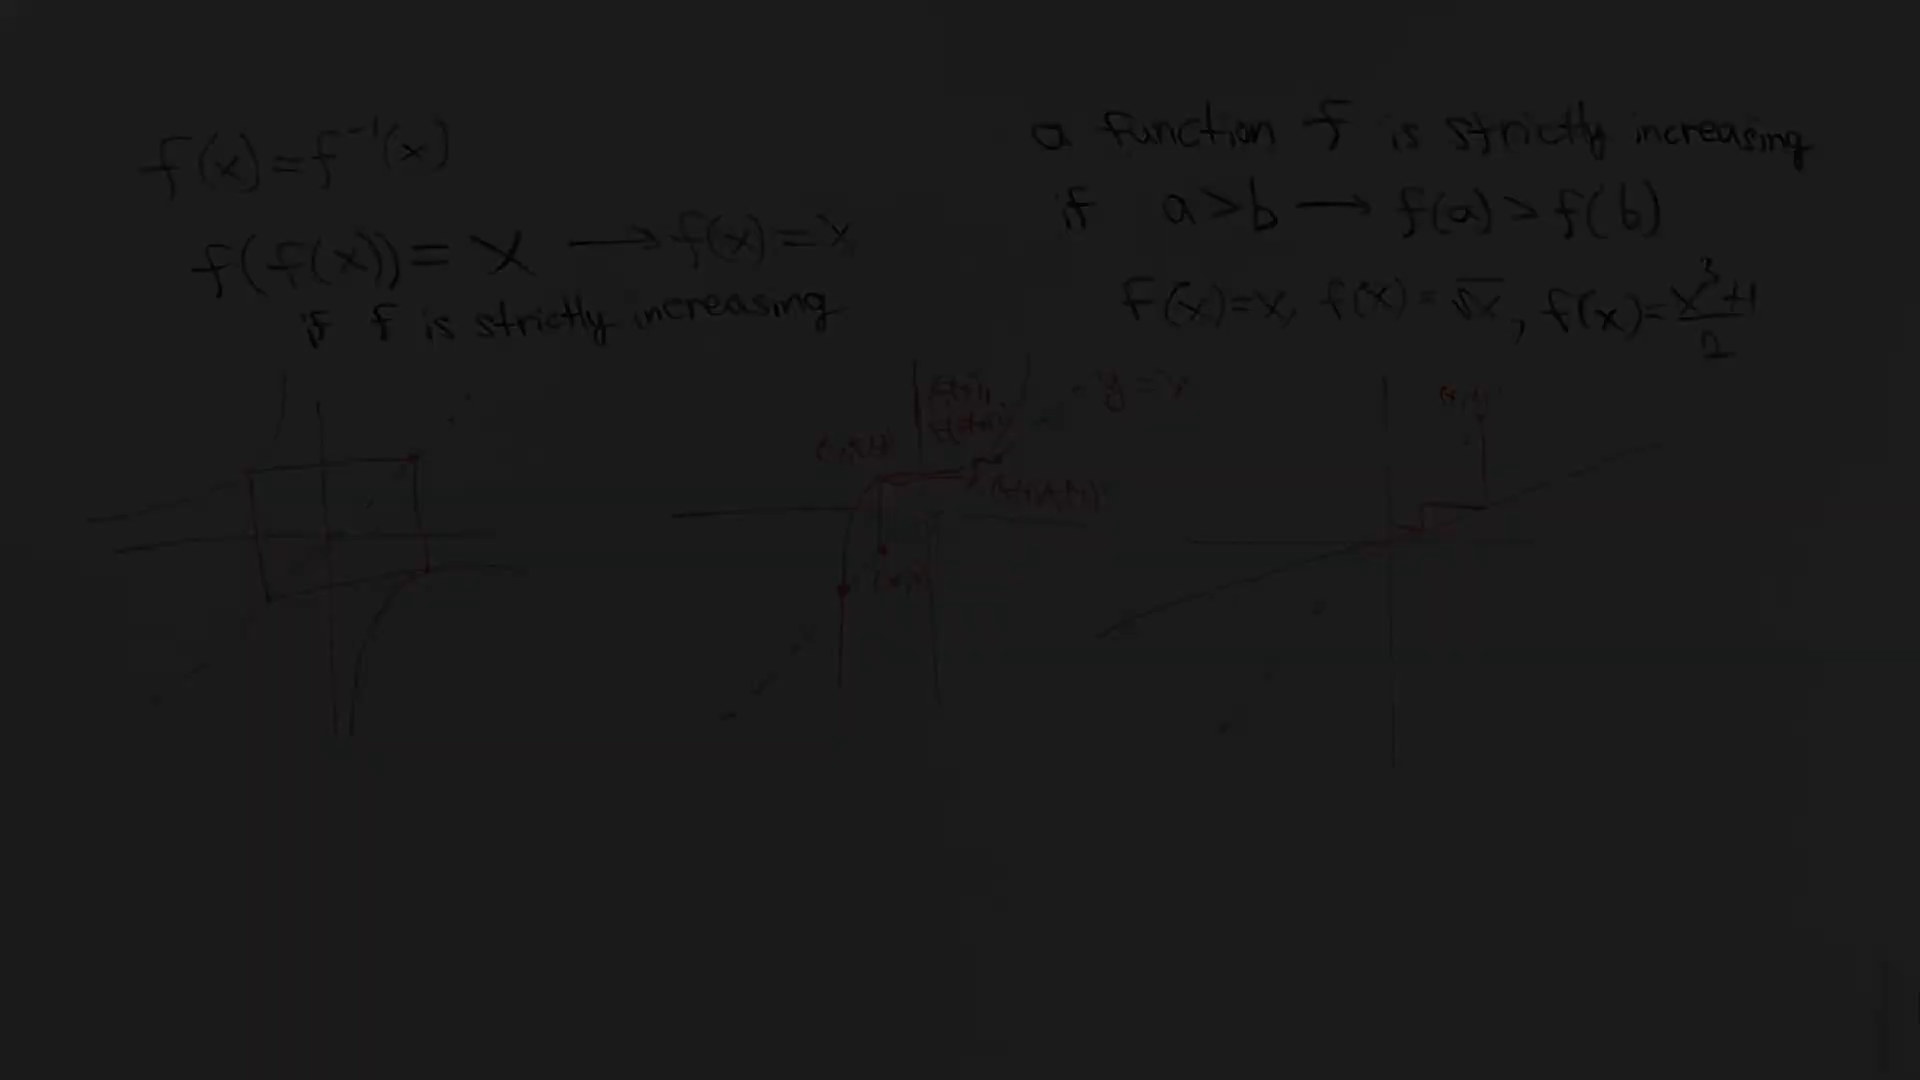 f(x)=f⁻¹(x)
f(f(x))= x → f(x)=x
if f is strictly increasing
a function f is strictly increasing
if a>b → f(a)>f(b)
f(x)=x, f(x)=√x, f(x)=x³+1/2
y=x